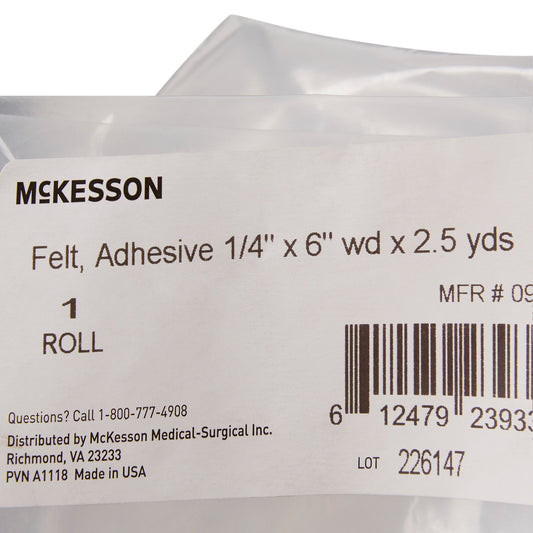 McKESSON
Felt, Adhesive 1/4" x 6" wd x 2.5 yds
MFR # 09
1
ROLL
6 12479 23933
Questions? Call 1-800-777-4908
Distributed by McKesson Medical-Surgical Inc.
Richmond, VA 23233
PVN A1118 Made in USA
LOT 226147